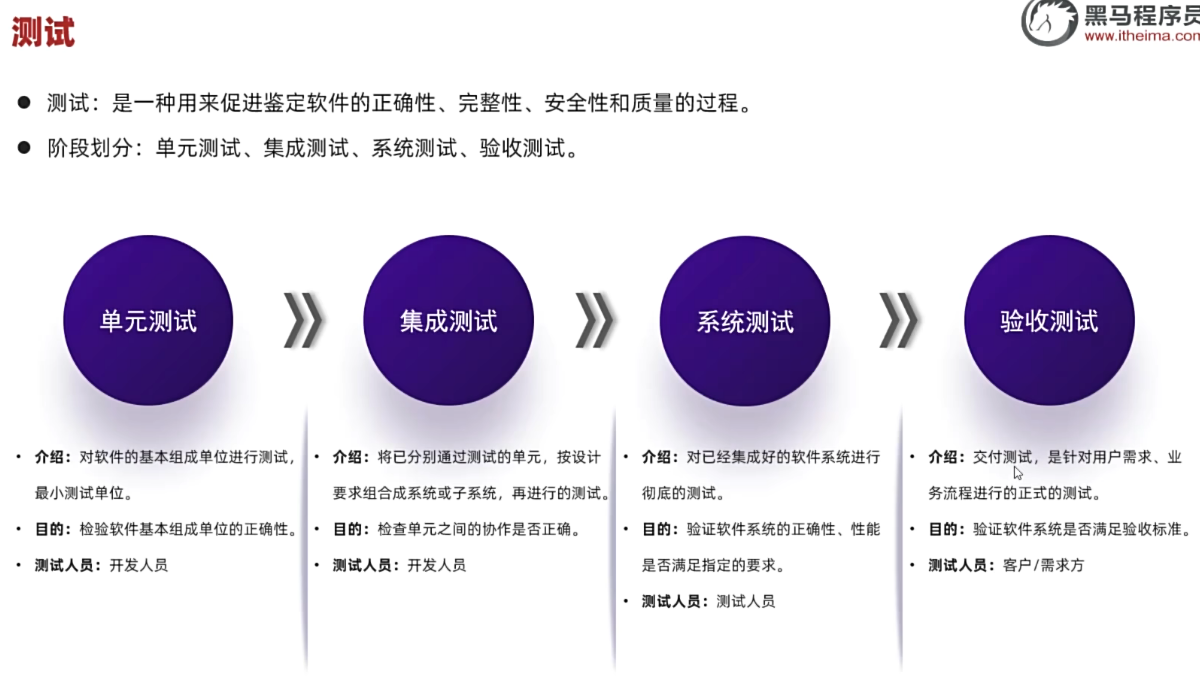 测试
黑马程序员
www.itheima.com
● 测试：是一种用来促进鉴定软件的正确性、完整性、安全性和质量的过程。
● 阶段划分：单元测试、集成测试、系统测试、验收测试。
单元测试
集成测试
系统测试
验收测试
• 介绍：对软件的基本组成单位进行测试，
最小测试单位。
• 目的：检验软件基本组成单位的正确性。
• 测试人员：开发人员
• 介绍：将已分别通过测试的单元，按设计
要求组合成系统或子系统，再进行的测试。
• 目的：检查单元之间的协作是否正确。
• 测试人员：开发人员
• 介绍：对已经集成好的软件系统进行
彻底的测试。
• 目的：验证软件系统的正确性、性能
是否满足指定的要求。
• 测试人员：测试人员
• 介绍：交付测试，是针对用户需求、业
务流程进行的正式的测试。
• 目的：验证软件系统是否满足验收标准。
• 测试人员：客户/需求方